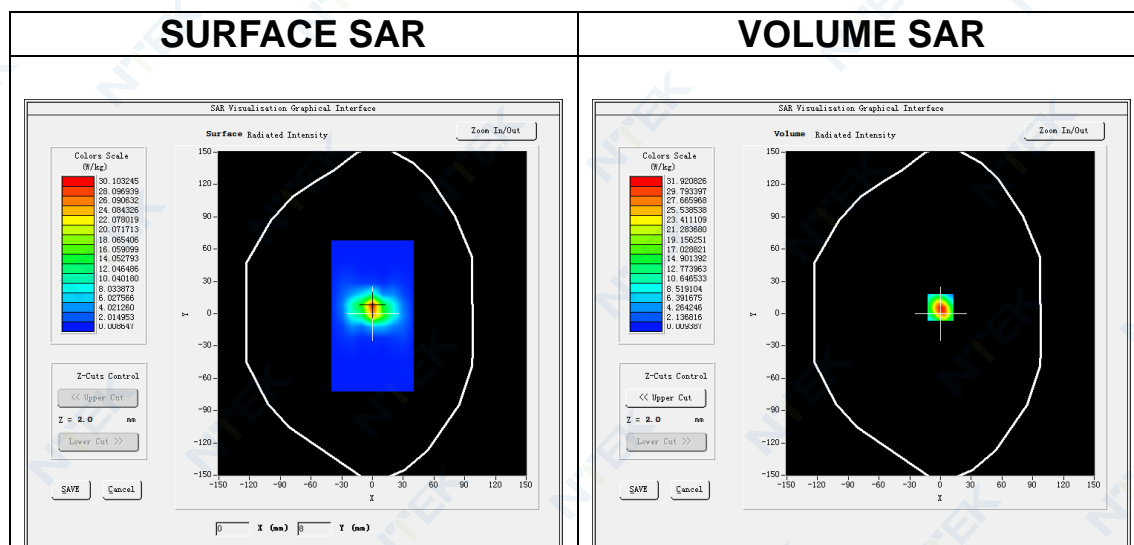 SURFACE SAR
SAR Visualisation Graphical Interface
Surface Radiated Intensity
Zoom In/Out
Colors Scale
(W/kg)
30.103245
28.096939
26.090632
24.084326
22.078019
20.071713
18.065406
16.059099
14.052793
12.046486
10.040180
8.033873
6.027566
4.021260
2.014953
0.008647
150
120
90
60
30
0
-30
-60
-90
-120
-150
Y
-150 -120 -90 -60 -30 0 30 60 90 120 150
X
Z-Cuts Control
<< Upper Cut
Z = 2.0 mm
Lower Cut >>
SAVE Cancel
0 X (mm) 8 Y (mm)
VOLUME SAR
SAR Visualisation Graphical Interface
Volume Radiated Intensity
Zoom In/Out
Colors Scale
(W/kg)
31.920826
29.793397
27.665968
25.538538
23.411109
21.283680
19.156251
17.028821
14.901392
12.773963
10.646533
8.519104
6.391675
4.264246
2.136816
0.009387
150
120
90
60
30
0
-30
-60
-90
-120
-150
Y
-150 -120 -90 -60 -30 0 30 60 90 120 150
X
Z-Cuts Control
<< Upper Cut
Z = 2.0 mm
Lower Cut >>
SAVE Cancel
NTEK